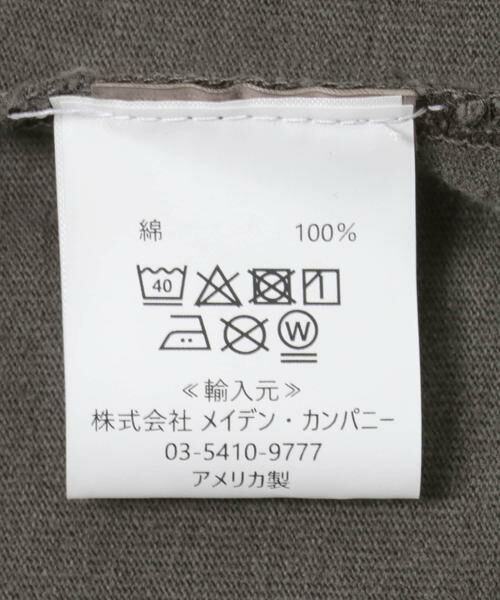 綿 100%
40
W
≪輸入元≫
株式会社 メイデン・カンパニー
03-5410-9777
アメリカ製